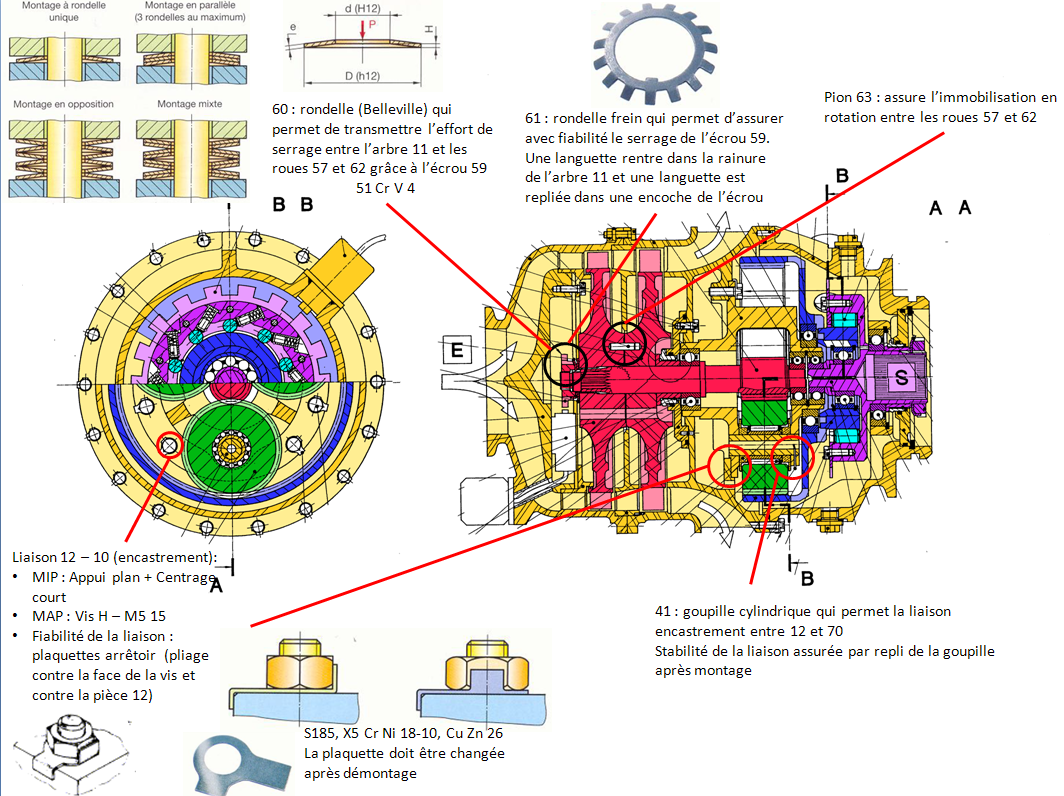 Montage à rondelle
unique
Montage en parallèle
(3 rondelles au maximum)
Montage en opposition
Montage mixte
d (H12)
P
e
H
D (h12)
60 : rondelle (Belleville) qui
permet de transmettre l’effort de
serrage entre l’arbre 11 et les
roues 57 et 62 grâce à l’écrou 59
51 Cr V 4
61 : rondelle frein qui permet d’assurer
avec fiabilité le serrage de l’écrou 59.
Une languette rentre dans la rainure
de l’arbre 11 et une languette est
repliée dans une encoche de l’écrou
Pion 63 : assure l’immobilisation en
rotation entre les roues 57 et 62
B B
B
A A
E
S
A
B
Liaison 12 – 10 (encastrement):
• MIP : Appui plan + Centrage
court
• MAP : Vis H – M5 15
• Fiabilité de la liaison :
plaquettes arrêtoir (pliage
contre la face de la vis et
contre la pièce 12)
41 : goupille cylindrique qui permet la liaison
encastrement entre 12 et 70
Stabilité de la liaison assurée par repli de la goupille
après montage
S185, X5 Cr Ni 18-10, Cu Zn 26
La plaquette doit être changée
après démontage